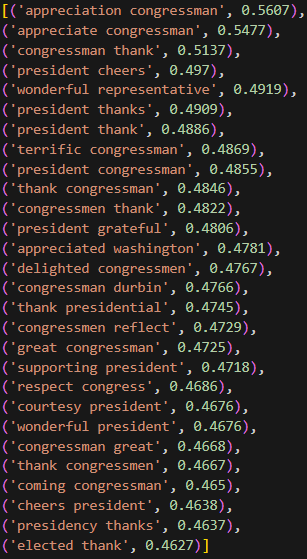 [('appreciation congressman', 0.5607),
('appreciate congressman', 0.5477),
('congressman thank', 0.5137),
('president cheers', 0.497),
('wonderful representative', 0.4919),
('president thanks', 0.4909),
('president thank', 0.4886),
('terrific congressman', 0.4869),
('president congressman', 0.4855),
('thank congressman', 0.4846),
('congressmen thank', 0.4822),
('president grateful', 0.4806),
('appreciated washington', 0.4781),
('delighted congressmen', 0.4767),
('congressman durbin', 0.4766),
('thank presidential', 0.4745),
('congressmen reflect', 0.4729),
('great congressman', 0.4725),
('supporting president', 0.4718),
('respect congress', 0.4686),
('courtesy president', 0.4676),
('wonderful president', 0.4676),
('congressman great', 0.4668),
('thank congressmen', 0.4667),
('coming congressman', 0.465),
('cheers president', 0.4638),
('presidency thanks', 0.4637),
('elected thank', 0.4627)]